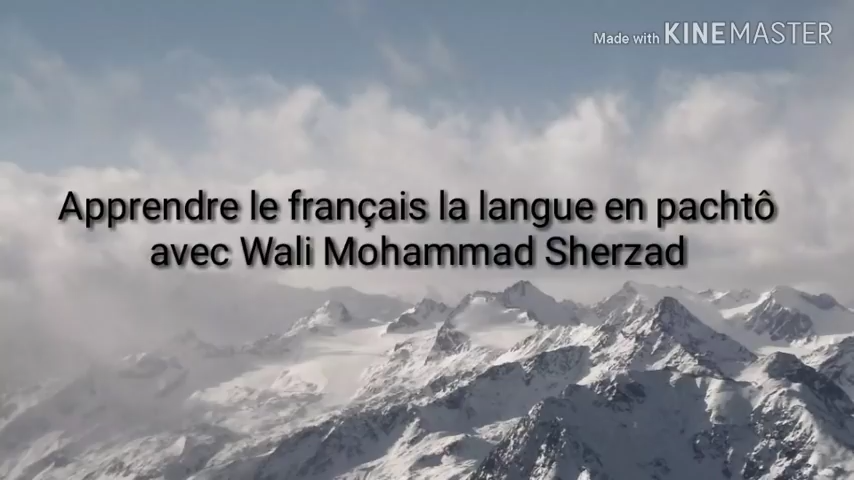 Made with KINEMASTER
Apprendre le français la langue en pachtô
avec Wali Mohammad Sherzad